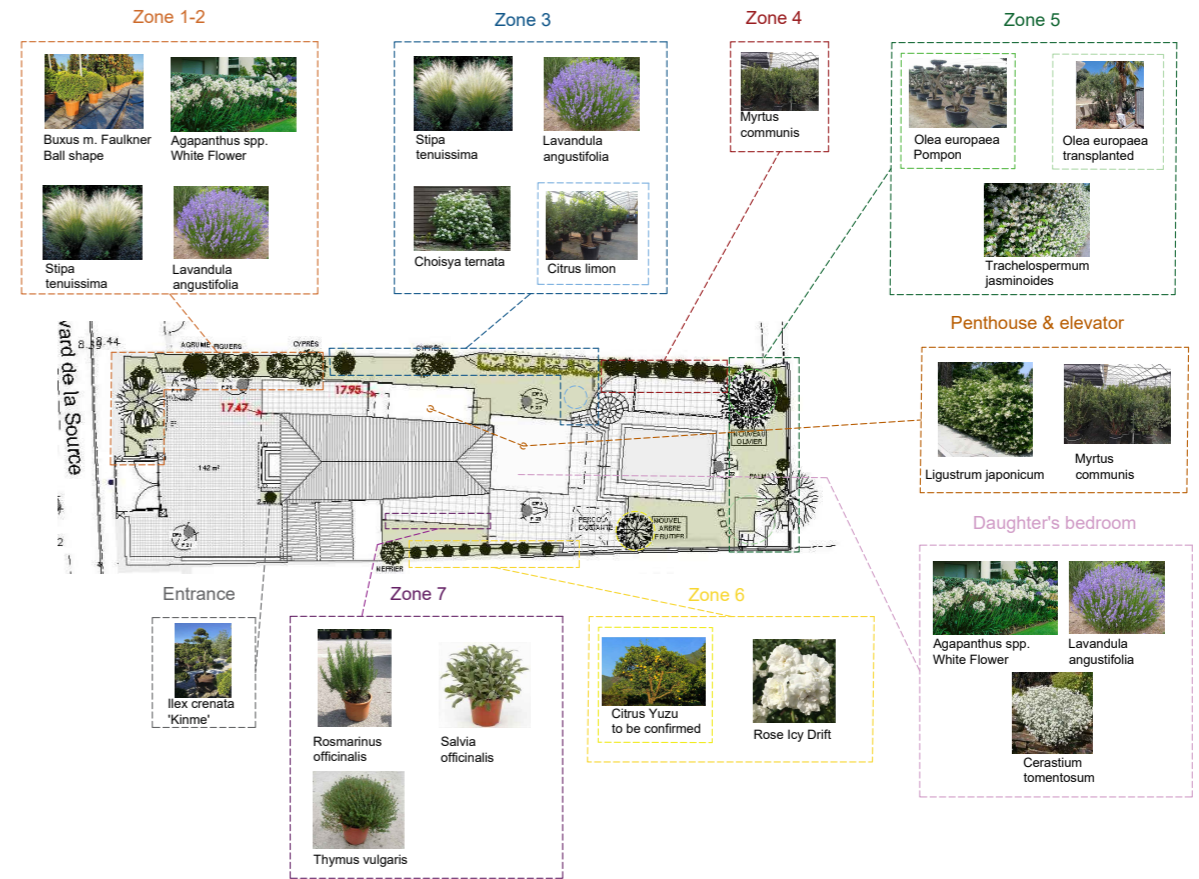 Zone 1-2
Zone 3
Zone 4
Zone 5
Buxus m. Faulkner
Ball shape
Agapanthus spp.
White Flower
Stipa
tenuissima
Lavandula
angustifolia
Stipa
tenuissima
Lavandula
angustifolia
Choisya ternata
Citrus limon
Myrtus
communis
Olea europaea
Pompon
Olea europaea
transplanted
Trachelospermum
jasminoides
Penthouse & elevator
Ligustrum japonicum
Myrtus
communis
Daughter's bedroom
Agapanthus spp.
White Flower
Lavandula
angustifolia
Cerastium
tomentosum
vard de la Source
8.44
AGRUME
FIGUIERS
CYPRÈS
CYPRÈS
17.95
17.47
142 m²
NOUVEAU
OLIVIER
PALM
NOUVEL
ARBRE
FRUITIER
NEFLIER
Entrance
Ilex crenata
'Kinme'
Zone 7
Rosmarinus
officinalis
Salvia
officinalis
Thymus vulgaris
Zone 6
Citrus Yuzu
to be confirmed
Rose Icy Drift